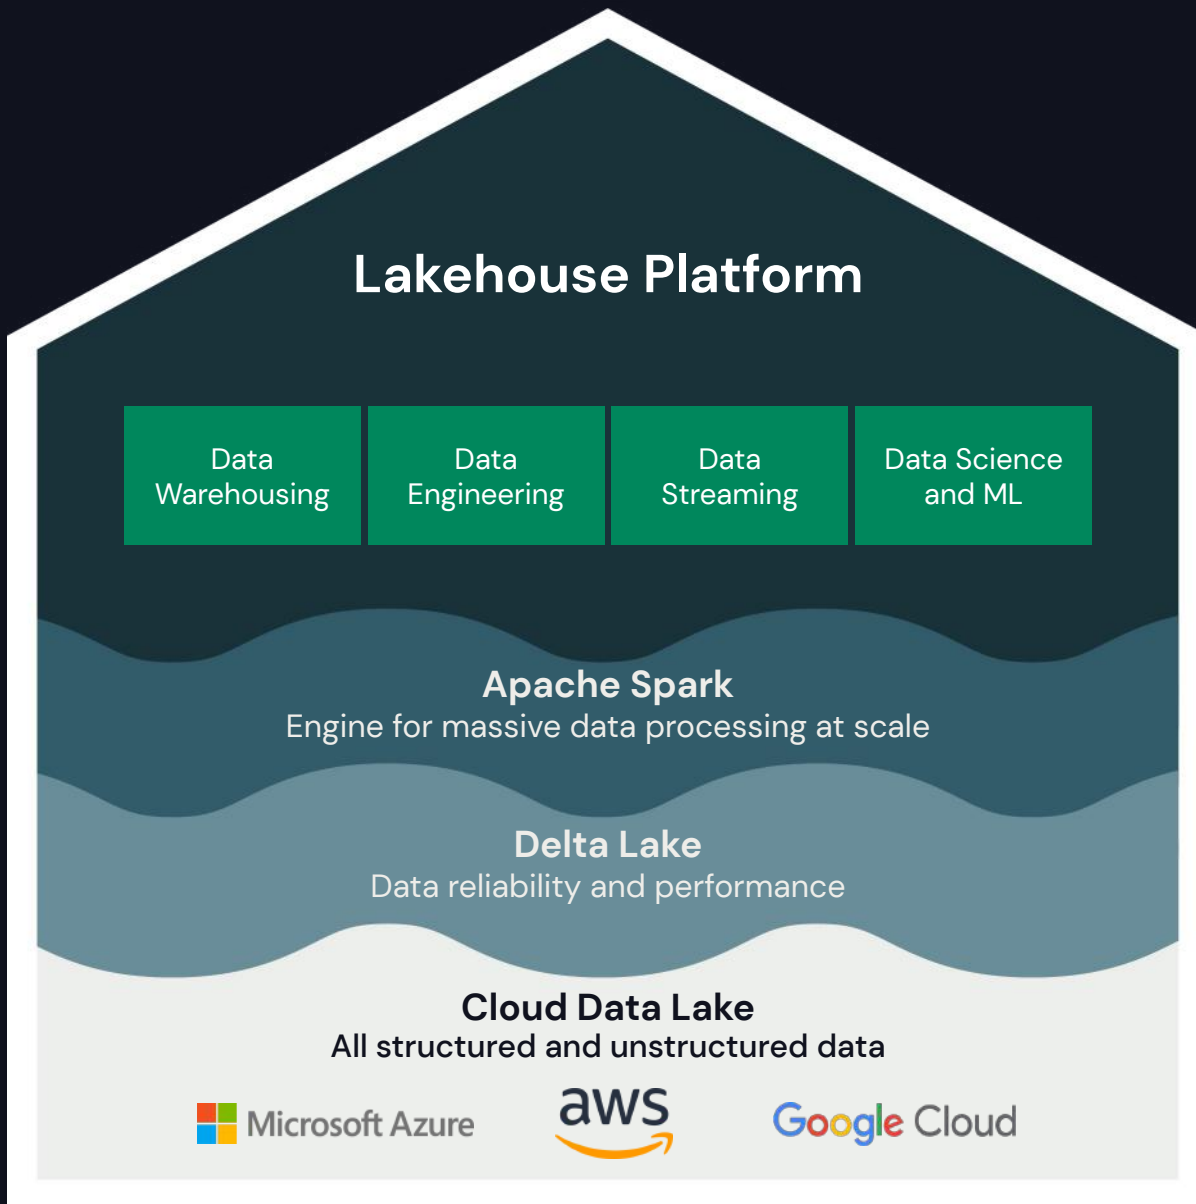 Lakehouse Platform
Data
Warehousing
Data
Engineering
Data
Streaming
Data Science
and ML
Apache Spark
Engine for massive data processing at scale
Delta Lake
Data reliability and performance
Cloud Data Lake
All structured and unstructured data
Microsoft Azure
aws
Google Cloud